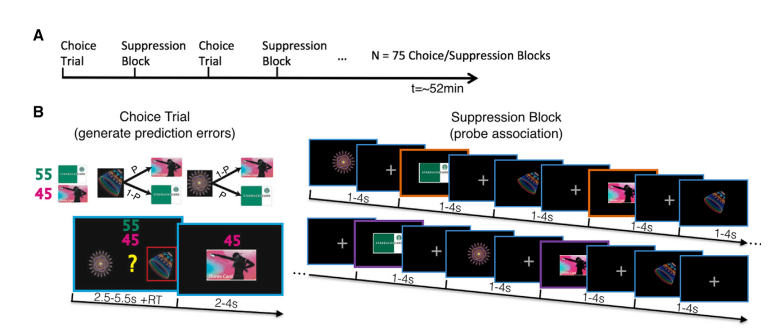 A
Choice Trial
Suppression Block
Choice Trial
Suppression Block
...
N = 75 Choice/Suppression Blocks
t=~52min
B
Choice Trial
(generate prediction errors)
Suppression Block
(probe association)
55
45
P
1-P
1-P
P
55
45
?
45
iTunes Card
2.5-5.5s +RT
2-4s
1-4s
1-4s
1-4s
1-4s
1-4s
...
...
1-4s
1-4s
1-4s
1-4s
1-4s